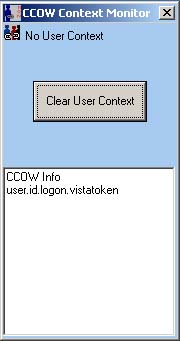 CCOW Context Monitor
No User Context
Clear User Context
CCOW Info
user.id.logon.vistatoken